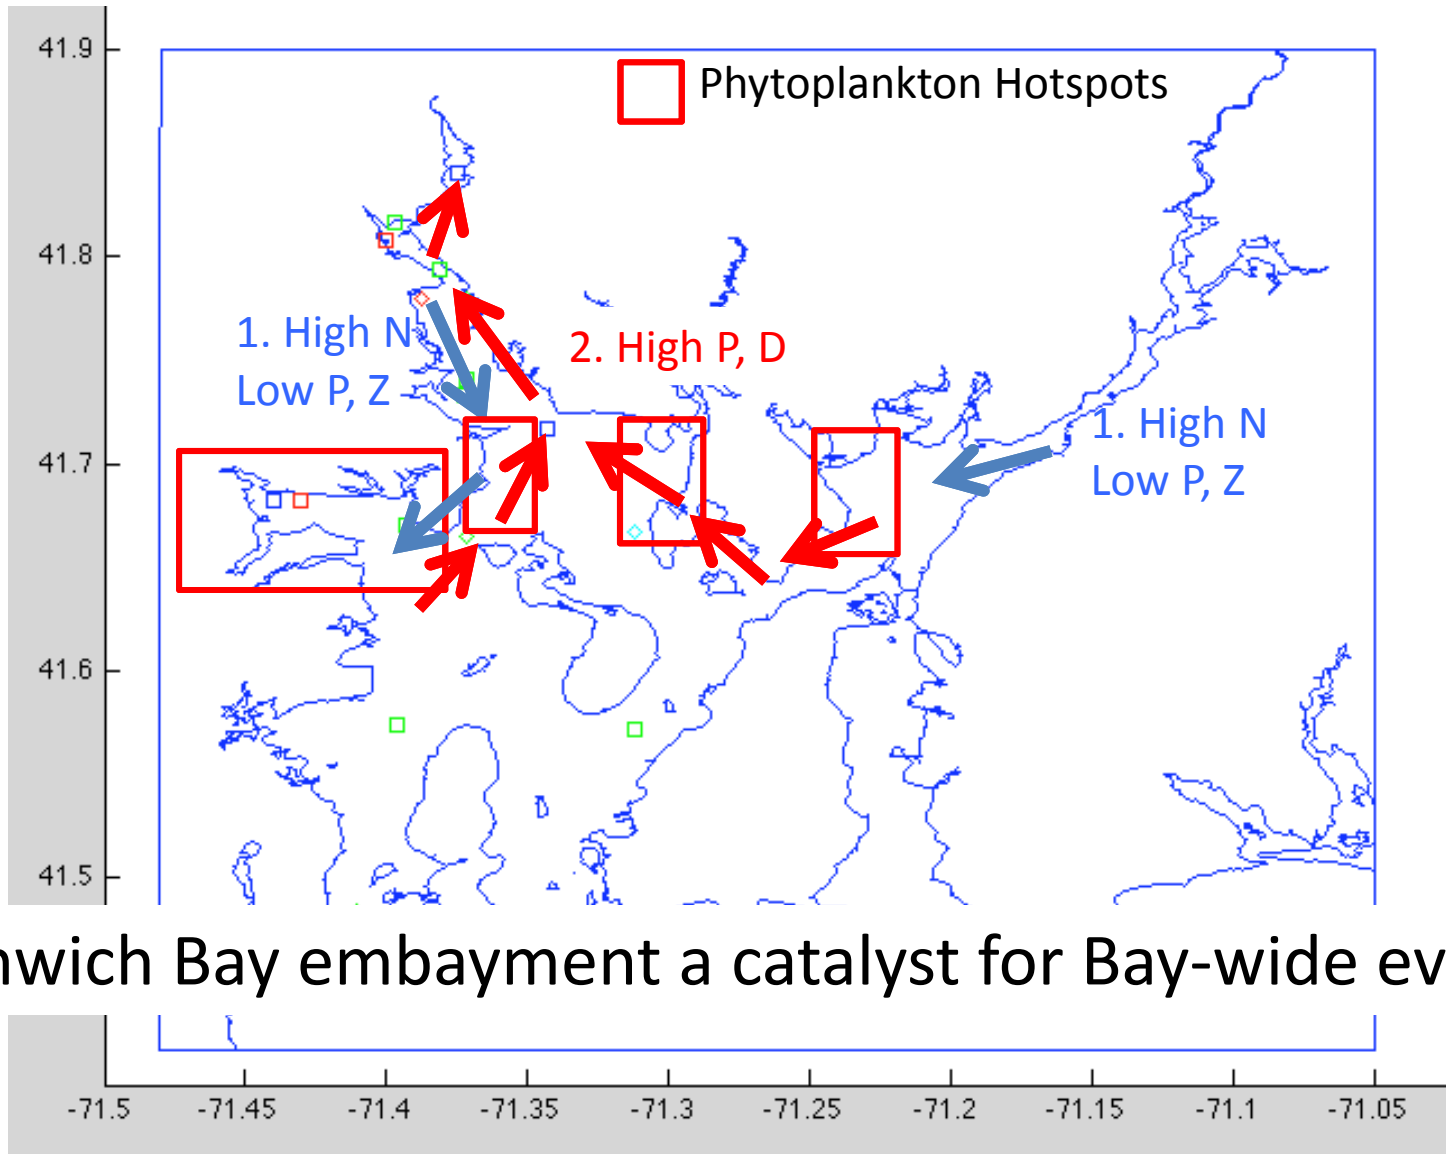 41.9
Phytoplankton Hotspots
41.8
1. High N
Low P, Z
2. High P, D
1. High N
Low P, Z
41.7
41.6
41.5
nwich Bay embayment a catalyst for Bay-wide ev
-71.5 -71.45 -71.4 -71.35 -71.3 -71.25 -71.2 -71.15 -71.1 -71.05